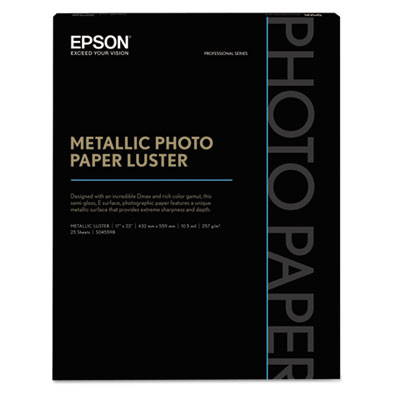 EPSON
EXCEED YOUR VISION
PROFESSIONAL SERIES
PHOTO PAPER
METALLIC PHOTO
PAPER LUSTER
Designed with an incredible Dmax and rich color gamut, this
semi-gloss, E surface, photographic paper features a unique
metallic surface that provides extreme sharpness and depth.
METALLIC LUSTER | 17" x 22" | 432 mm x 559 mm | 10.5 mil | 257 g/m²
25 Sheets | S045598